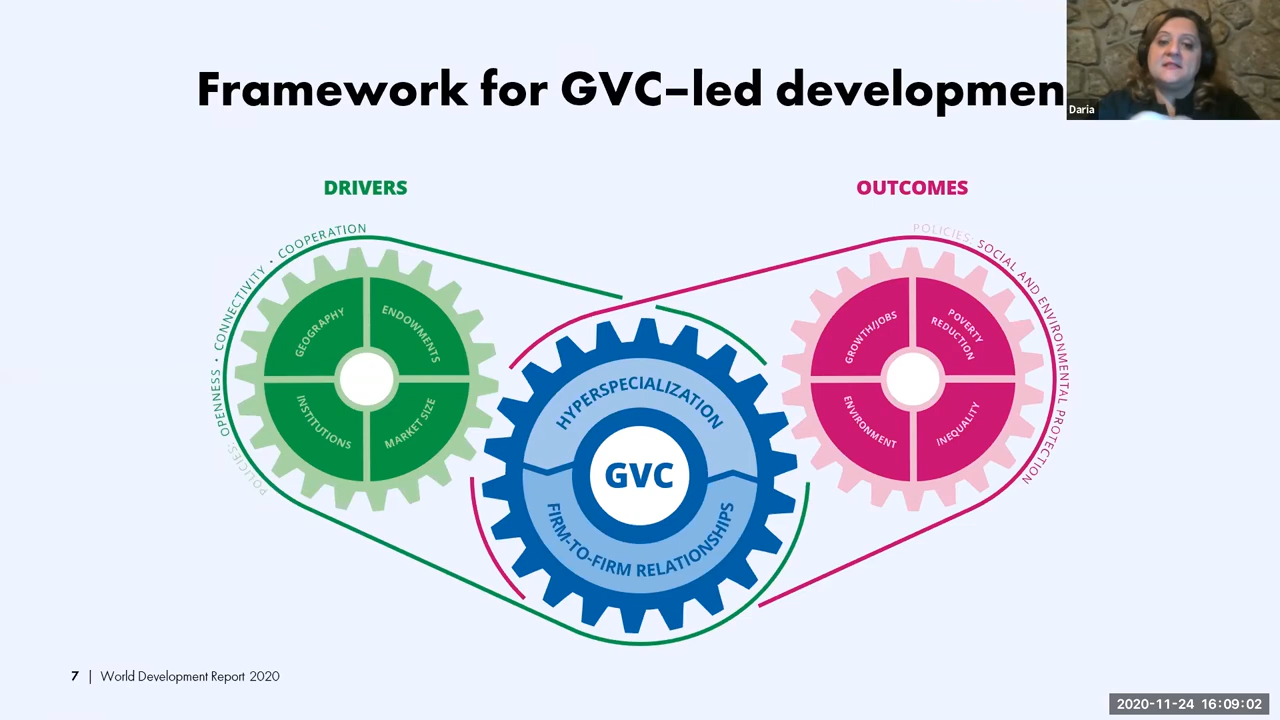 Framework for GVC–led developmen
Daria
DRIVERS
OUTCOMES
POLICIES: OPENNESS • CONNECTIVITY • COOPERATION
GEOGRAPHY
ENDOWMENTS
INSTITUTIONS
MARKET SIZE
HYPERSPECIALIZATION
GVC
FIRM-TO-FIRM RELATIONSHIPS
POLICIES: SOCIAL AND ENVIRONMENTAL PROTECTION
GROWTH/JOBS
POVERTY
REDUCTION
ENVIRONMENT
INEQUALITY
7 | World Development Report 2020
2020-11-24 16:09:02